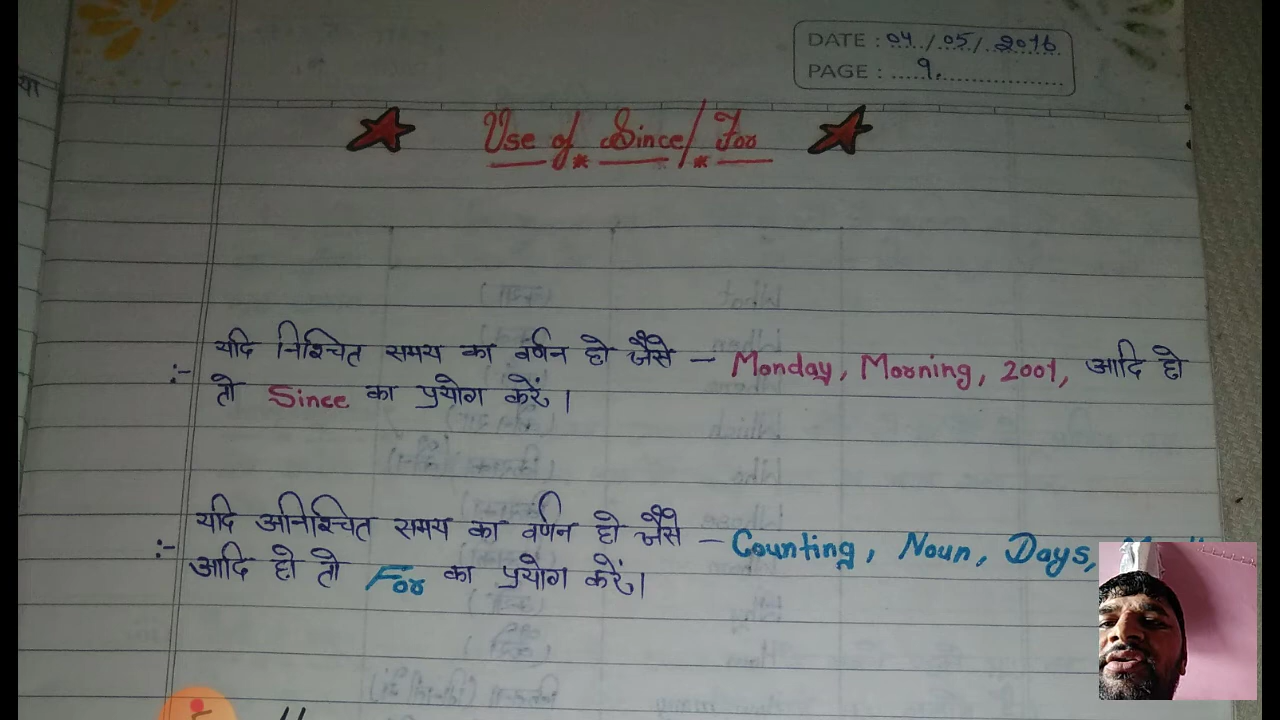 या
DATE : 04/05/2016
PAGE : 9.
Use of Since/For
:- यदि निश्चित समय का वर्णन हो जैसे – Monday, Morning, 2001, आदि हो
तो Since का प्रयोग करें।
:- यदि अनिश्चित समय का वर्णन हो जैसे – Counting, Noun, Days,
आदि हो तो For का प्रयोग करें।